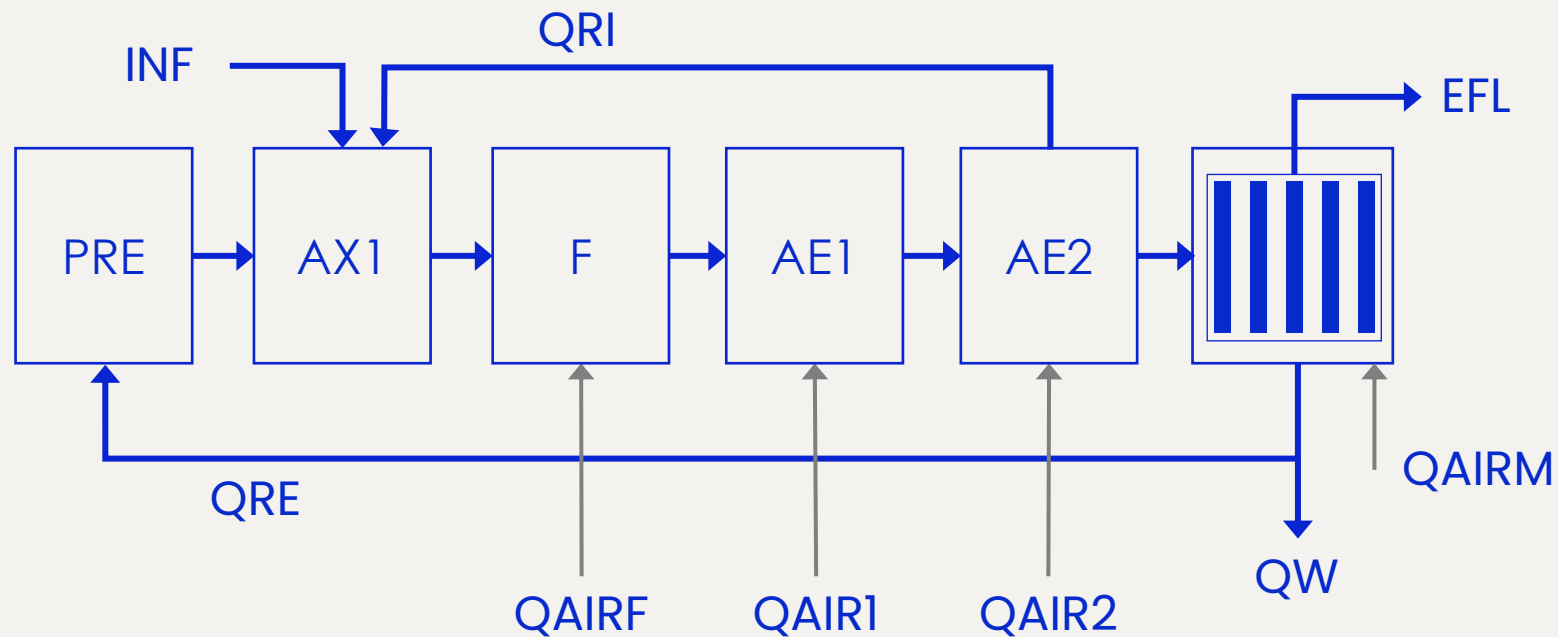 QRI
INF
EFL
PRE
AX1
F
AE1
AE2
QRE
QAIRM
QW
QAIRF
QAIR1
QAIR2